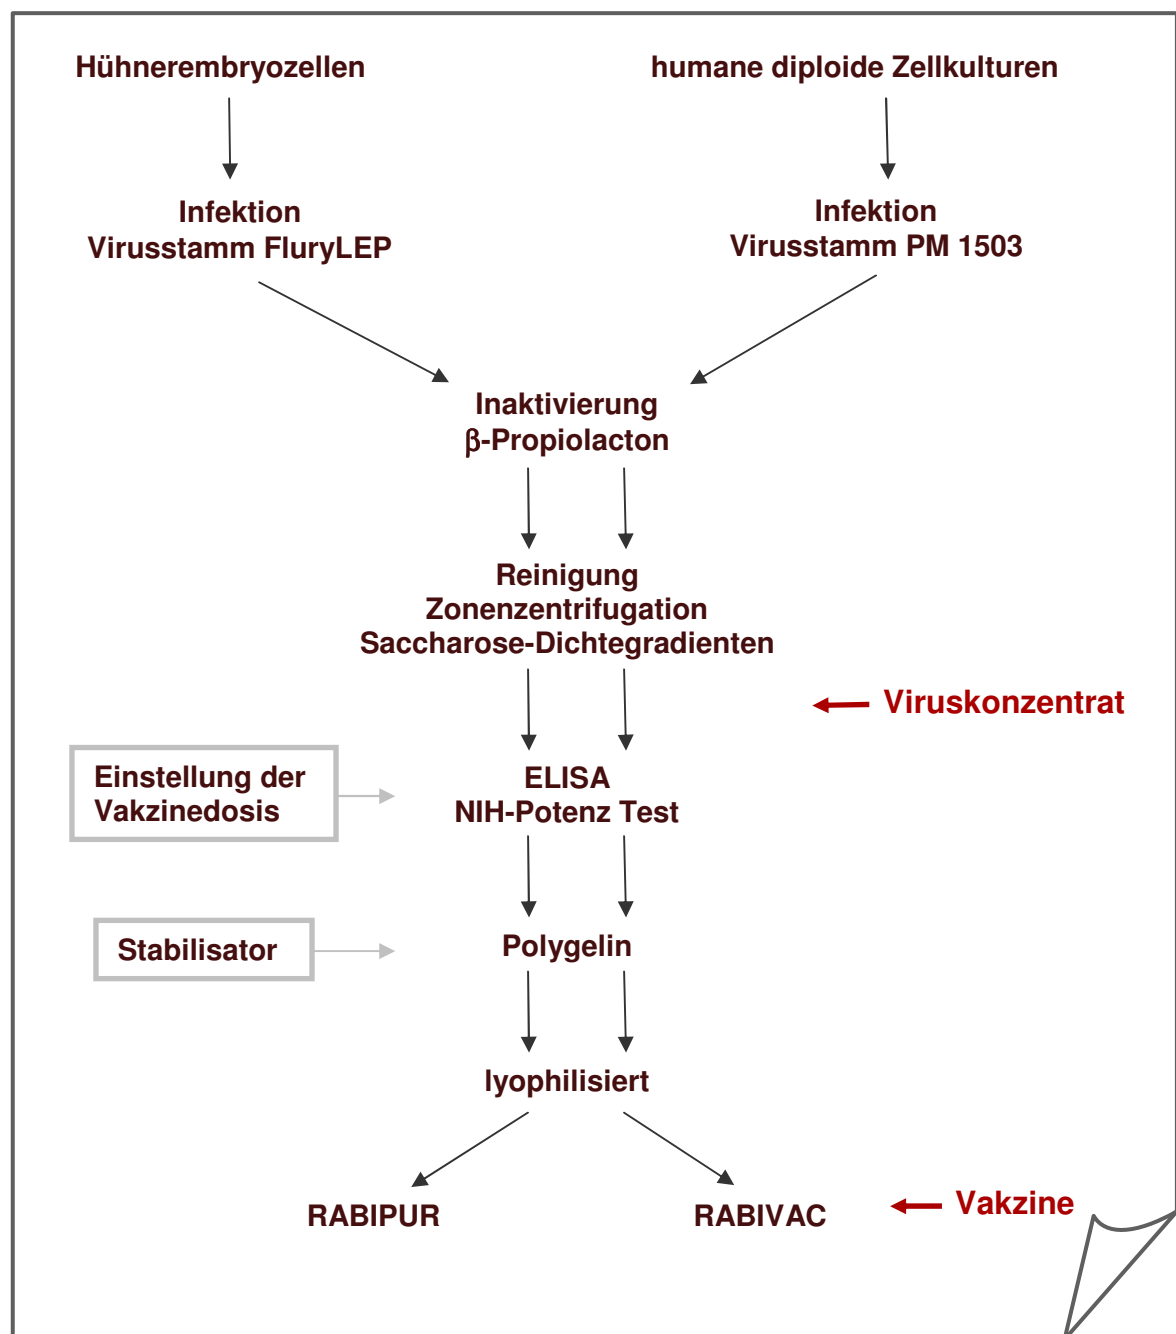 Hühnerembryozellen
humane diploide Zellkulturen
Infektion
Virusstamm FluryLEP
Infektion
Virusstamm PM 1503
Inaktivierung
β-Propiolacton
Reinigung
Zonenzentrifugation
Saccharose-Dichtegradienten
Viruskonzentrat
Einstellung der
Vakzinedosis
ELISA
NIH-Potenz Test
Stabilisator
Polygelin
lyophilisiert
RABIPUR
RABIVAC
Vakzine